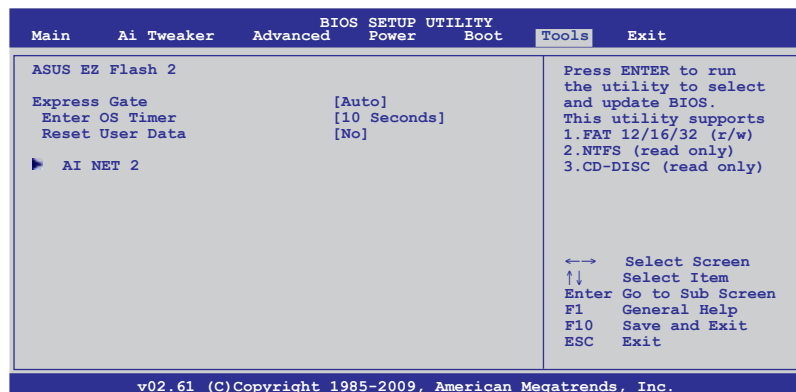 BIOS SETUP UTILITY
Main Ai Tweaker Advanced Power Boot Tools Exit
ASUS EZ Flash 2
Express Gate [Auto]
Enter OS Timer [10 Seconds]
Reset User Data [No]
AI NET 2
Press ENTER to run
the utility to select
and update BIOS.
This utility supports
1.FAT 12/16/32 (r/w)
2.NTFS (read only)
3.CD-DISC (read only)
←→ Select Screen
↑↓ Select Item
Enter Go to Sub Screen
F1 General Help
F10 Save and Exit
ESC Exit
v02.61 (C)Copyright 1985-2009, American Megatrends, Inc.